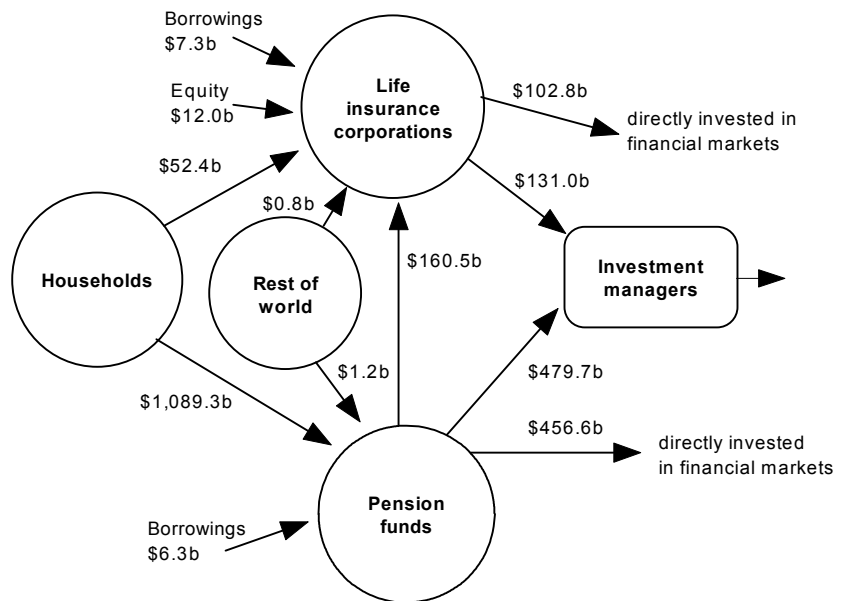 Borrowings
$7.3b
Equity
$12.0b
Life
insurance
corporations
$102.8b
directly invested in
financial markets
$52.4b
$131.0b
$0.8b
Households
Rest of
world
$160.5b
Investment
managers
$1.2b
$479.7b
$1,089.3b
$456.6b
directly invested
in financial markets
Pension
funds
Borrowings
$6.3b